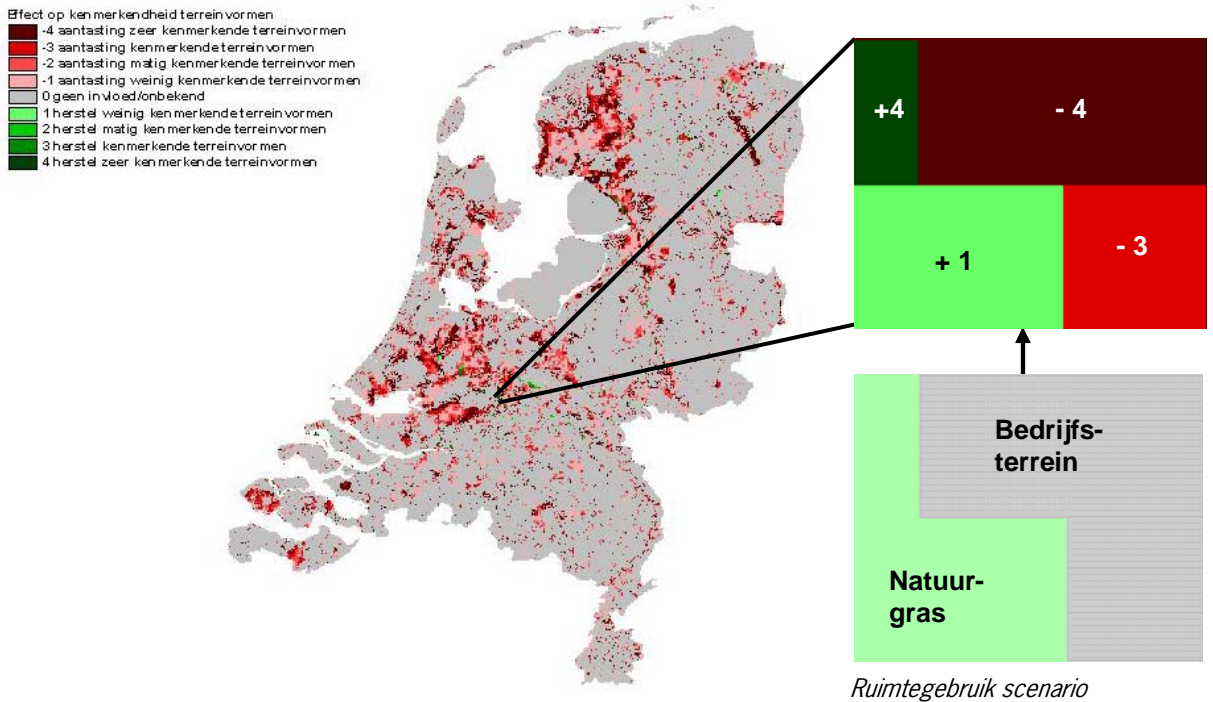 Effect op kenmerkendheid terreinvormen
-4 aantasting zeer kenmerkende terreinvormen
-3 aantasting kenmerkende terreinvormen
-2 aantasting matig kenmerkende terreinvormen
-1 aantasting weinig kenmerkende terreinvormen
0 geen invloed/onbekend
1 herstel weinig kenmerkende terreinvormen
2 herstel matig kenmerkende terreinvormen
3 herstel kenmerkende terreinvormen
4 herstel zeer kenmerkende terreinvormen
+4
- 4
+ 1
- 3
Bedrijfs-
terrein
Natuur-
gras
Ruimtegebruik scenario